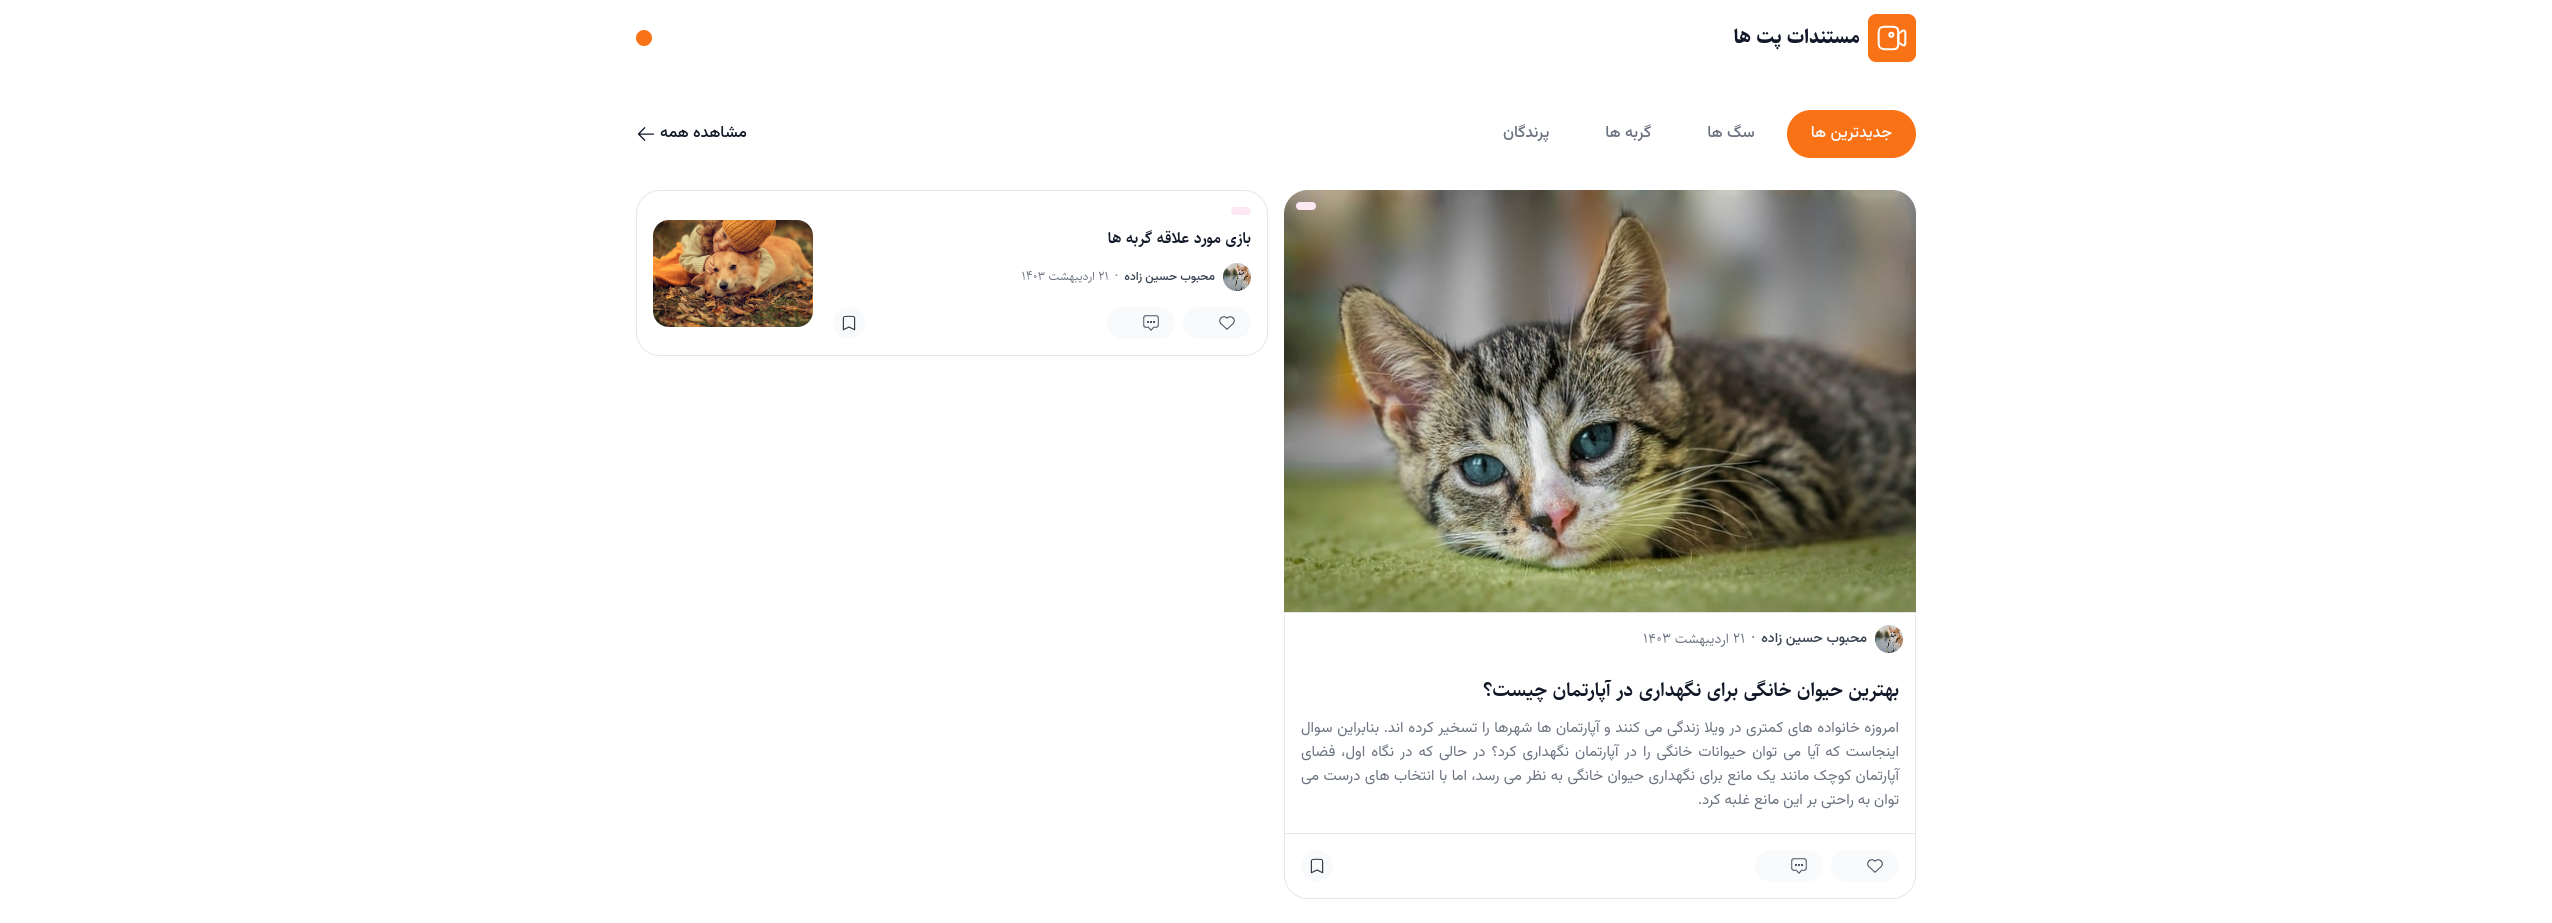 مستندات پت ها
جدیدترین ها
سگ ها
گربه ها
پرندگان
مشاهده همه
محبوب حسین زاده · ۲۱ اردیبهشت ۱۴۰۳
بهترین حیوان خانگی برای نگهداری در آپارتمان چیست؟
امروزه خانواده های کمتری در ویلا زندگی می کنند و آپارتمان ها شهرها را تسخیر کرده اند. بنابراین سوال
اینجاست که آیا می توان حیوانات خانگی را در آپارتمان نگهداری کرد؟ در حالی که در نگاه اول، فضای
آپارتمان کوچک مانند یک مانع برای نگهداری حیوان خانگی به نظر می رسد، اما با انتخاب های درست می
توان به راحتی بر این مانع غلبه کرد.
بازی مورد علاقه گربه ها
محبوب حسین زاده · ۲۱ اردیبهشت ۱۴۰۳